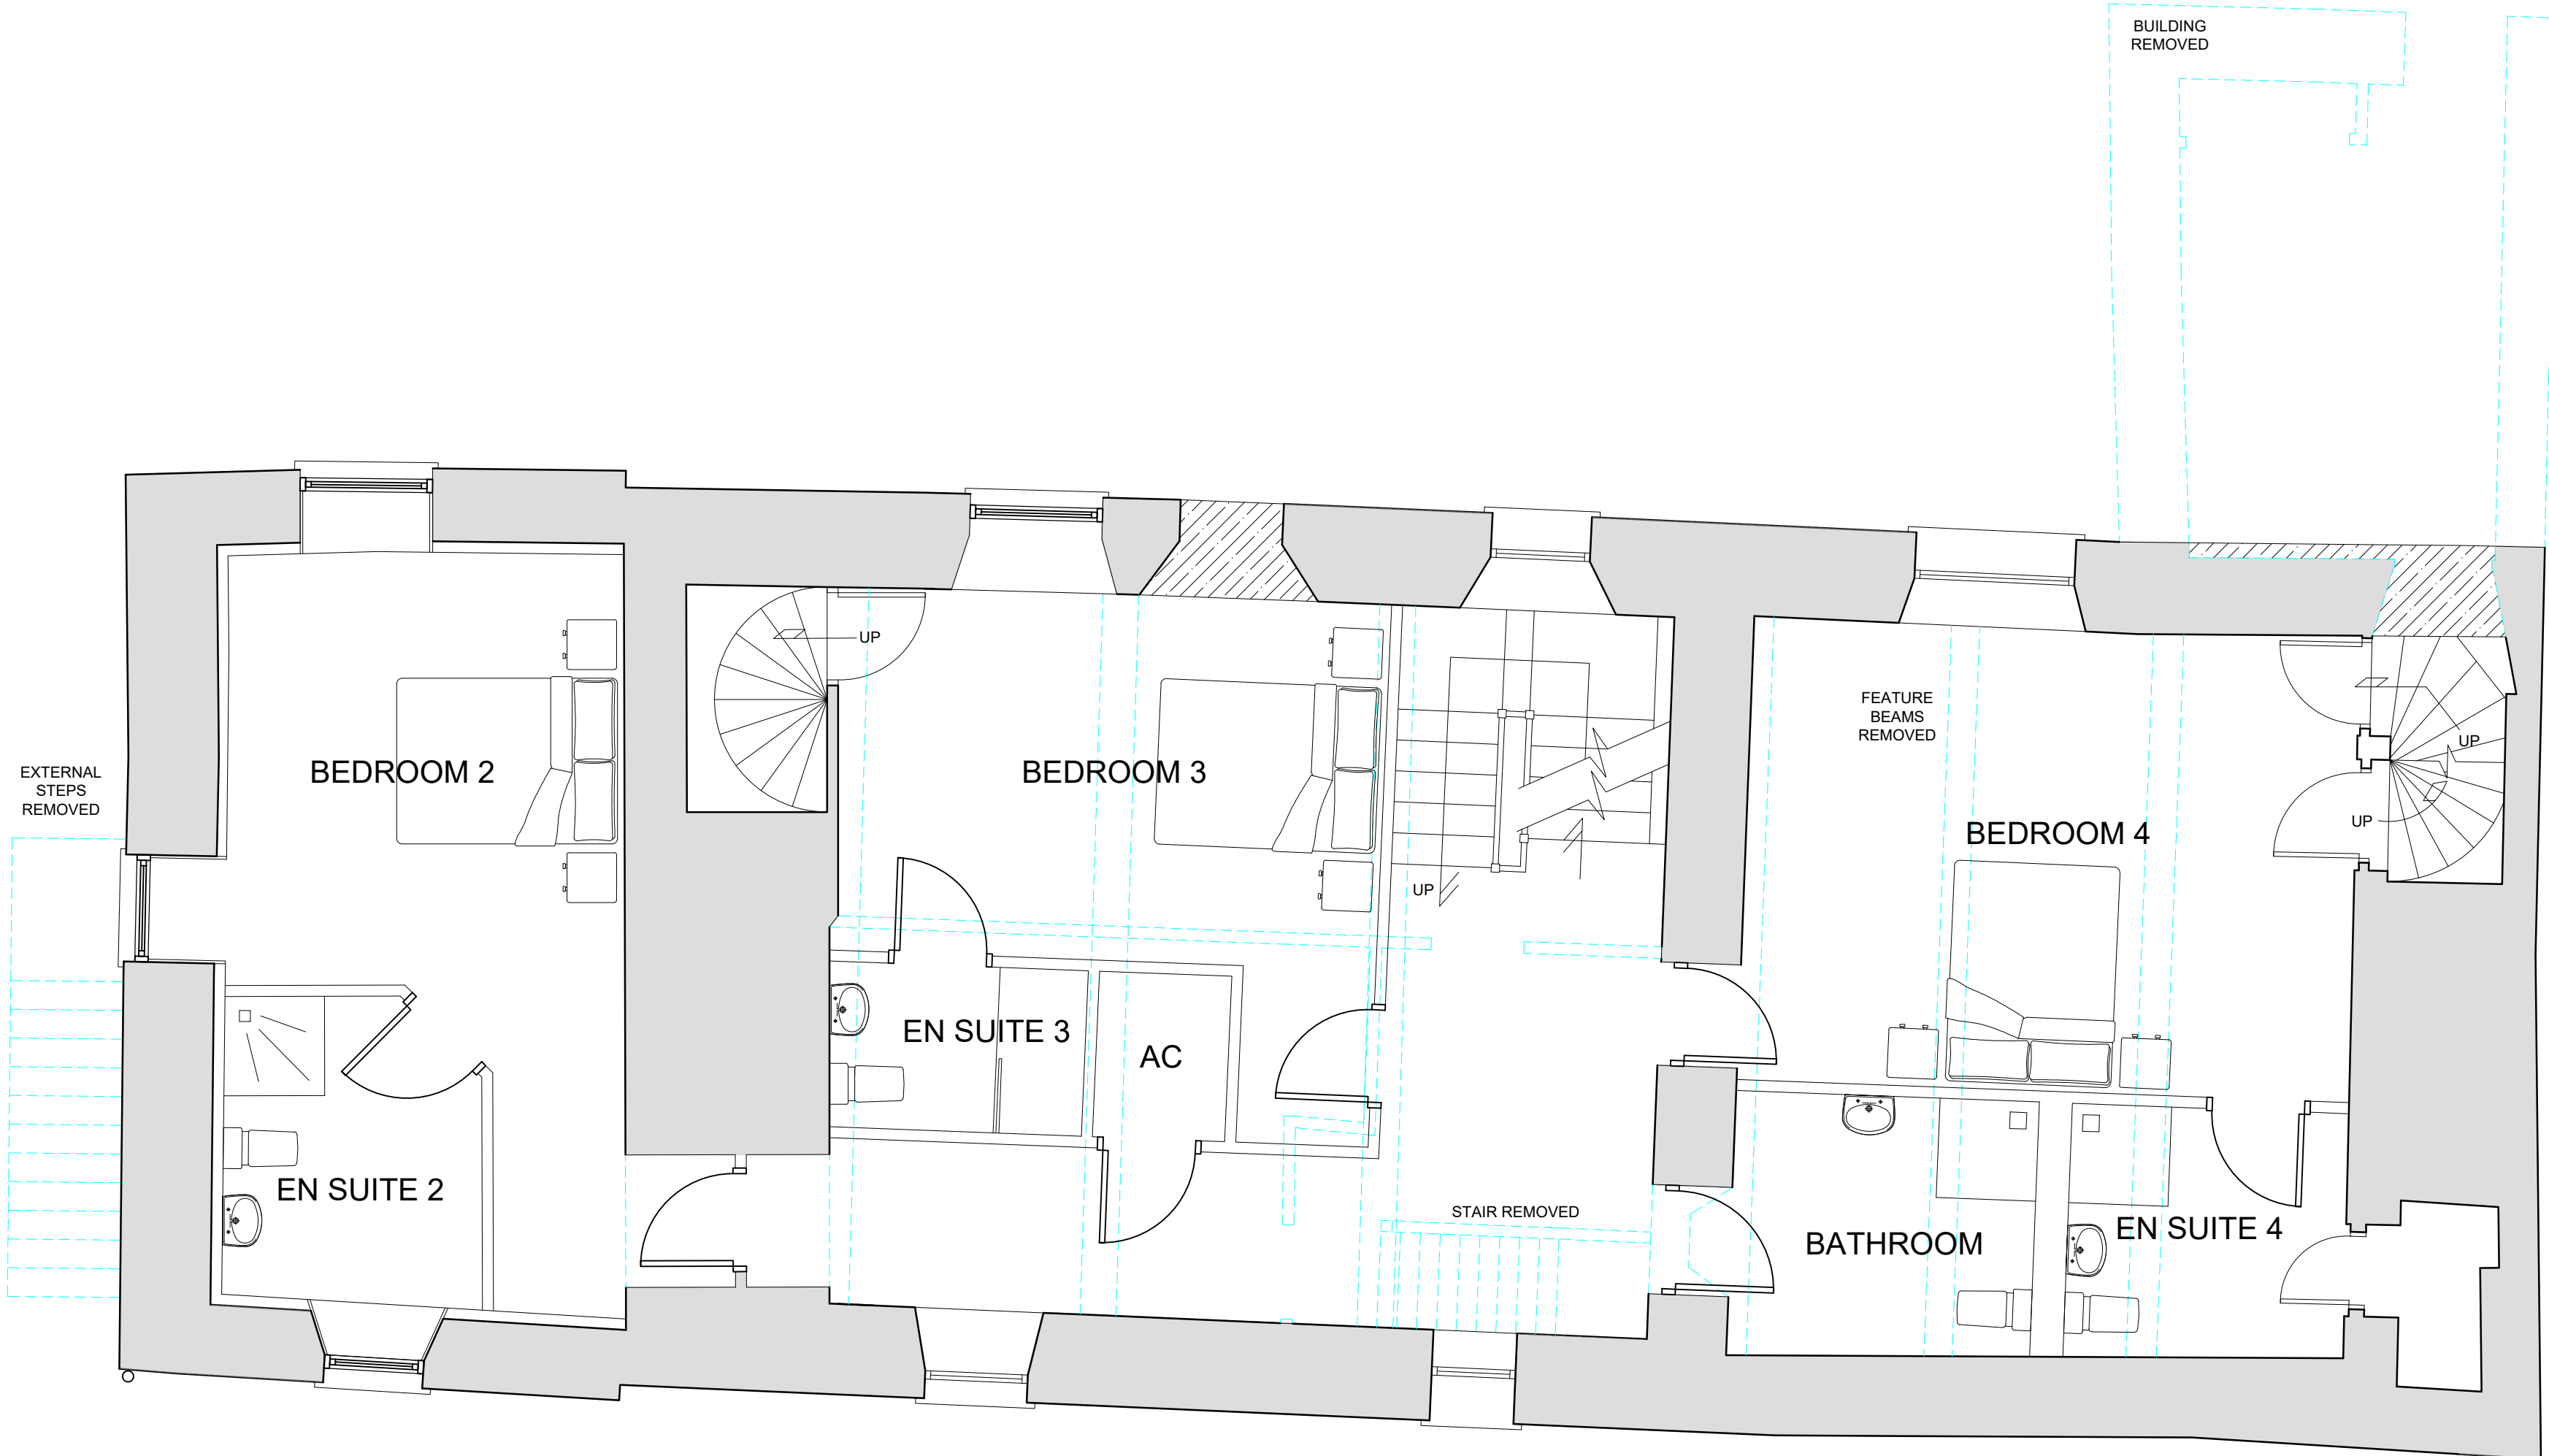 BUILDING
REMOVED
UP
FEATURE
BEAMS
REMOVED
UP
EXTERNAL
STEPS
REMOVED
BEDROOM 2
BEDROOM 3
UP
BEDROOM 4
UP
EN SUITE 3
AC
EN SUITE 2
STAIR REMOVED
BATHROOM
EN SUITE 4